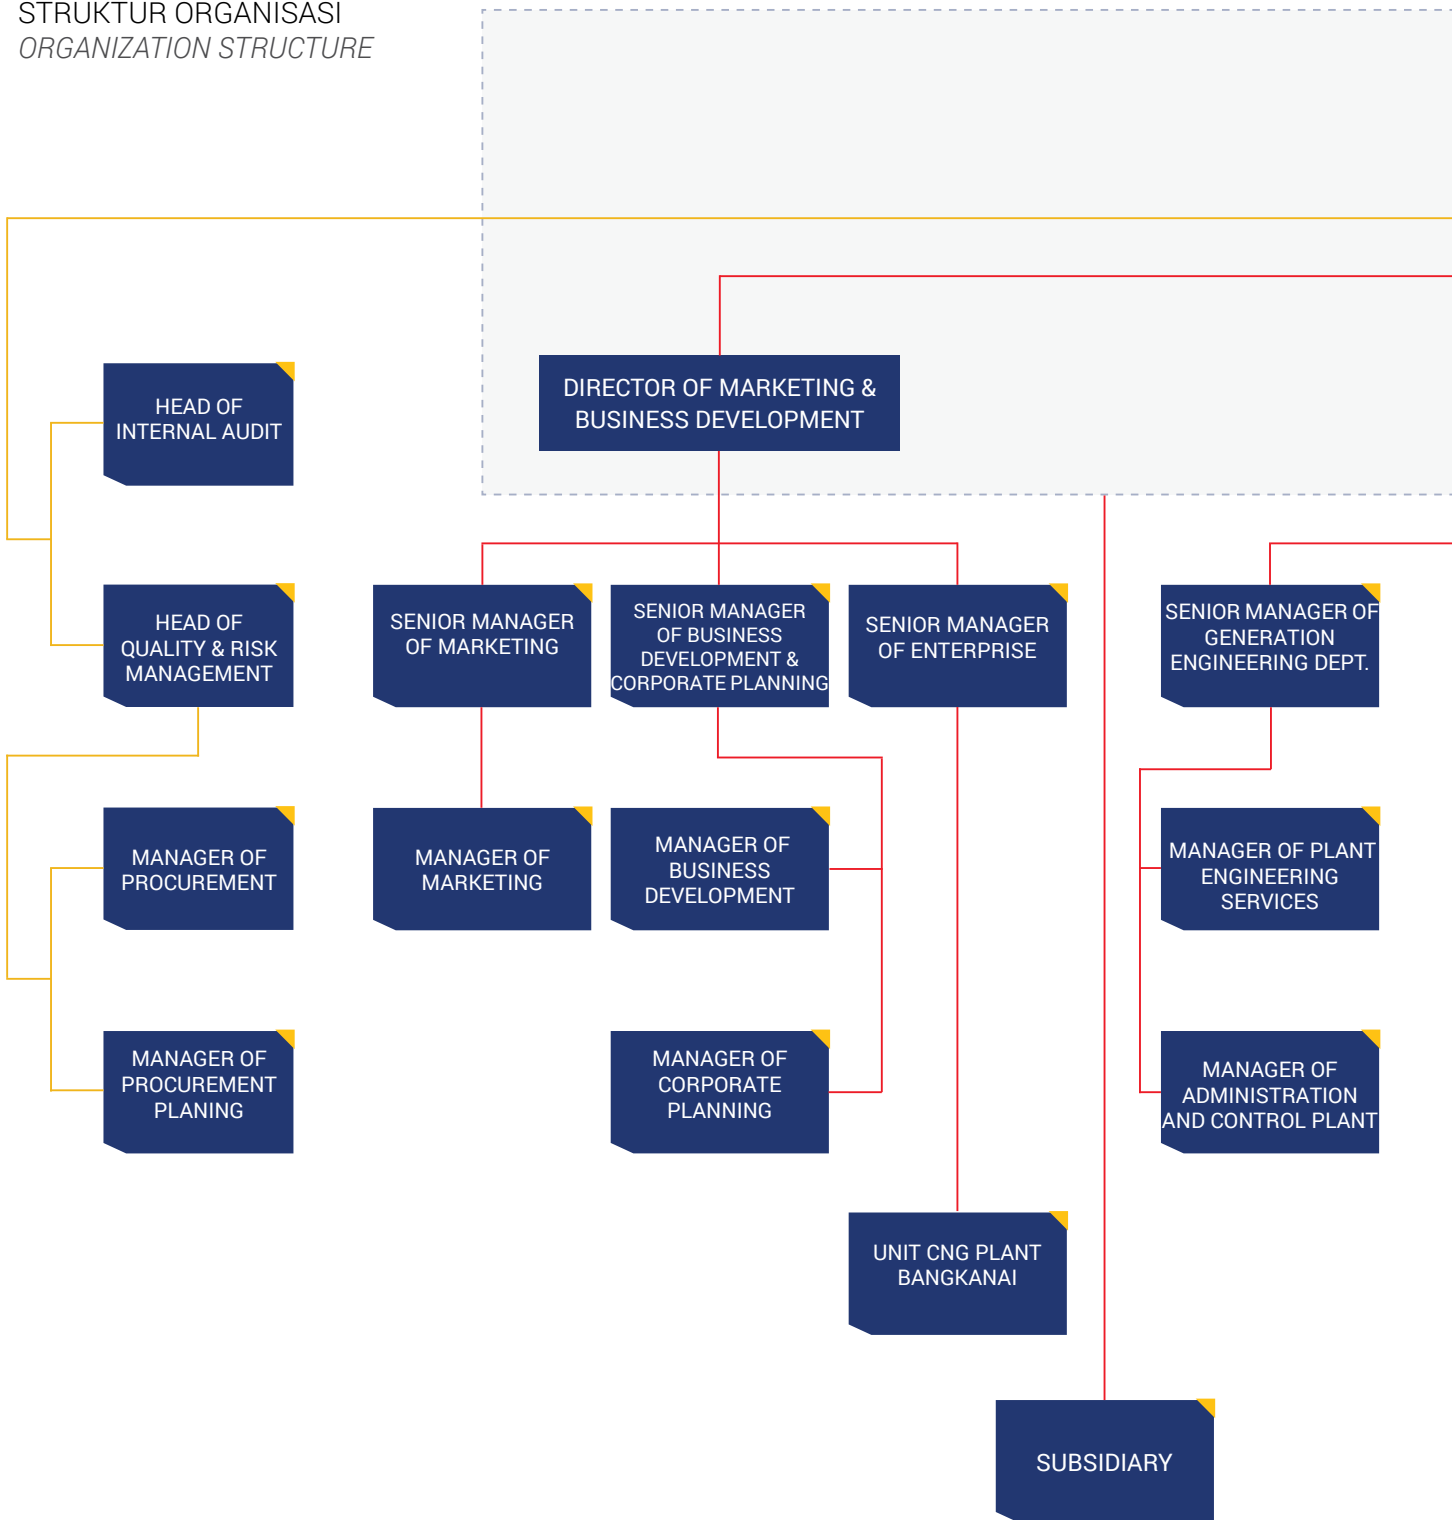 STRUKTUR ORGANISASI
ORGANIZATION STRUCTURE
DIRECTOR OF MARKETING &
BUSINESS DEVELOPMENT
HEAD OF
INTERNAL AUDIT
HEAD OF
QUALITY & RISK
MANAGEMENT
SENIOR MANAGER
OF MARKETING
SENIOR MANAGER
OF BUSINESS
DEVELOPMENT &
CORPORATE PLANNING
SENIOR MANAGER
OF ENTERPRISE
SENIOR MANAGER OF
GENERATION
ENGINEERING DEPT.
MANAGER OF
PROCUREMENT
MANAGER OF
MARKETING
MANAGER OF
BUSINESS
DEVELOPMENT
MANAGER OF PLANT
ENGINEERING
SERVICES
MANAGER OF
PROCUREMENT
PLANING
MANAGER OF
CORPORATE
PLANNING
MANAGER OF
ADMINISTRATION
AND CONTROL PLANT
UNIT CNG PLANT
BANGKANAI
SUBSIDIARY